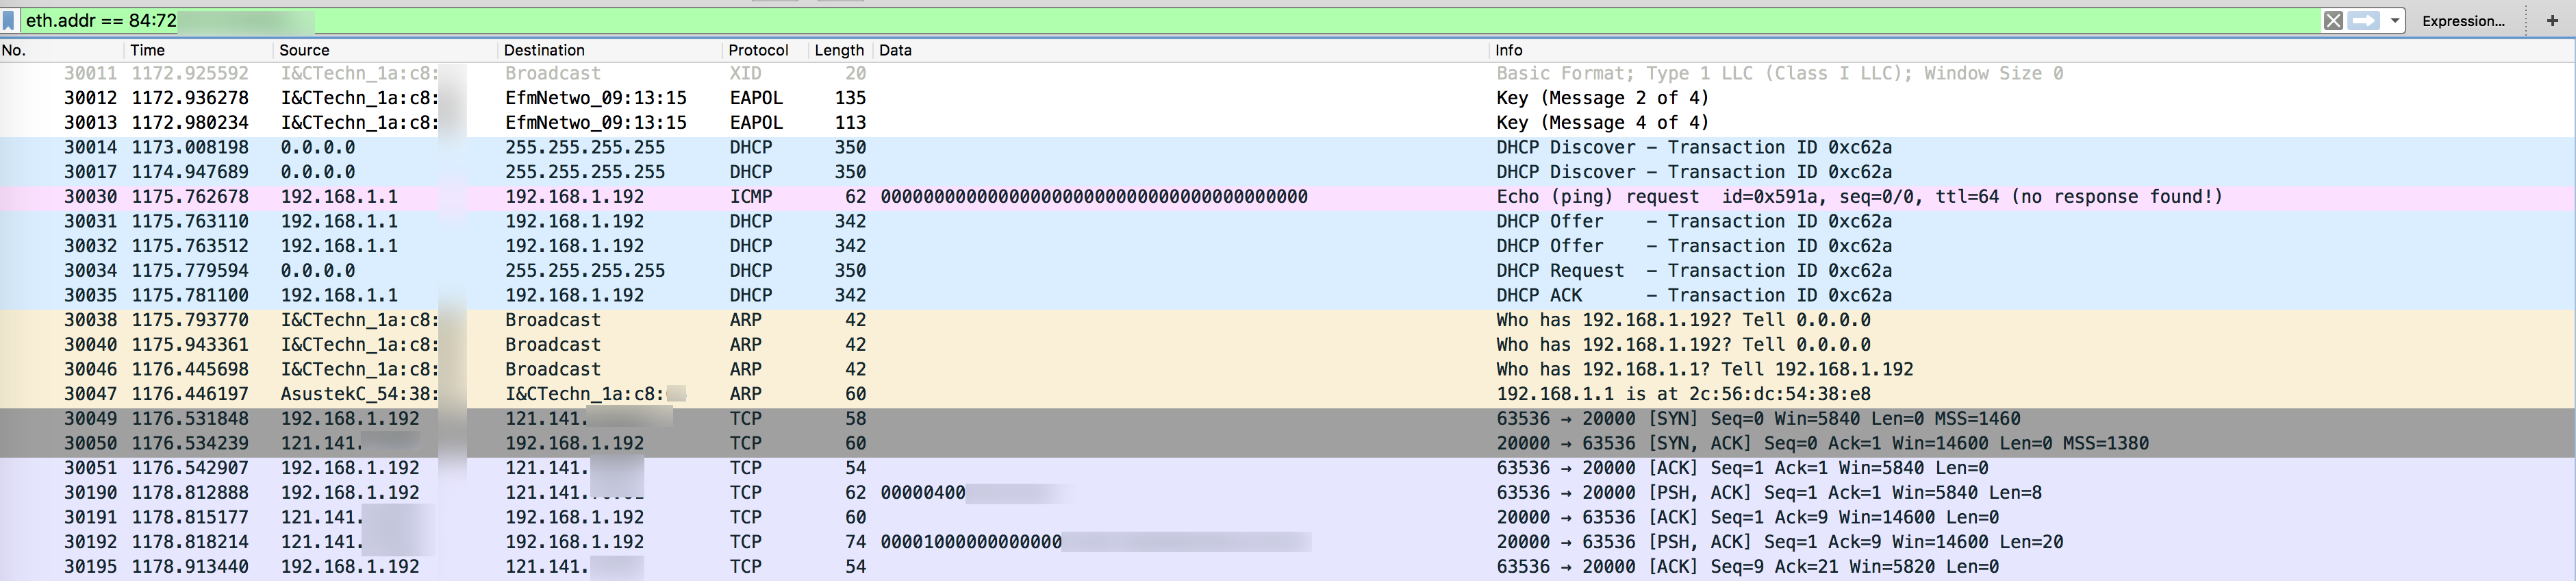 eth.addr == 84:72
Expression... +
No. Time Source Destination Protocol Length Data Info
30011 1172.925592 I&CTechn_1a:c8: Broadcast XID 20 Basic Format; Type 1 LLC (Class I LLC); Window Size 0
30012 1172.936278 I&CTechn_1a:c8: EfmNetwo_09:13:15 EAPOL 135 Key (Message 2 of 4)
30013 1172.980234 I&CTechn_1a:c8: EfmNetwo_09:13:15 EAPOL 113 Key (Message 4 of 4)
30014 1173.008198 0.0.0.0 255.255.255.255 DHCP 350 DHCP Discover – Transaction ID 0xc62a
30017 1174.947689 0.0.0.0 255.255.255.255 DHCP 350 DHCP Discover – Transaction ID 0xc62a
30030 1175.762678 192.168.1.1 192.168.1.192 ICMP 62 0000000000000000000000000000000000000000 Echo (ping) request id=0x591a, seq=0/0, ttl=64 (no response found!)
30031 1175.763110 192.168.1.1 192.168.1.192 DHCP 342 DHCP Offer – Transaction ID 0xc62a
30032 1175.763512 192.168.1.1 192.168.1.192 DHCP 342 DHCP Offer – Transaction ID 0xc62a
30034 1175.779594 0.0.0.0 255.255.255.255 DHCP 350 DHCP Request – Transaction ID 0xc62a
30035 1175.781100 192.168.1.1 192.168.1.192 DHCP 342 DHCP ACK – Transaction ID 0xc62a
30038 1175.793770 I&CTechn_1a:c8: Broadcast ARP 42 Who has 192.168.1.192? Tell 0.0.0.0
30040 1175.943361 I&CTechn_1a:c8: Broadcast ARP 42 Who has 192.168.1.192? Tell 0.0.0.0
30046 1176.445698 I&CTechn_1a:c8: Broadcast ARP 42 Who has 192.168.1.1? Tell 192.168.1.192
30047 1176.446197 AsustekC_54:38: I&CTechn_1a:c8: ARP 60 192.168.1.1 is at 2c:56:dc:54:38:e8
30049 1176.531848 192.168.1.192 121.141. TCP 58 63536 → 20000 [SYN] Seq=0 Win=5840 Len=0 MSS=1460
30050 1176.534239 121.141. 192.168.1.192 TCP 60 20000 → 63536 [SYN, ACK] Seq=0 Ack=1 Win=14600 Len=0 MSS=1380
30051 1176.542907 192.168.1.192 121.141. TCP 54 63536 → 20000 [ACK] Seq=1 Ack=1 Win=5840 Len=0
30190 1178.812888 192.168.1.192 121.141. TCP 62 00000400 63536 → 20000 [PSH, ACK] Seq=1 Ack=1 Win=5840 Len=8
30191 1178.815177 121.141. 192.168.1.192 TCP 60 20000 → 63536 [ACK] Seq=1 Ack=9 Win=14600 Len=0
30192 1178.818214 121.141. 192.168.1.192 TCP 74 00001000000000000 20000 → 63536 [PSH, ACK] Seq=1 Ack=9 Win=14600 Len=20
30195 1178.913440 192.168.1.192 121.141. TCP 54 63536 → 20000 [ACK] Seq=9 Ack=21 Win=5820 Len=0